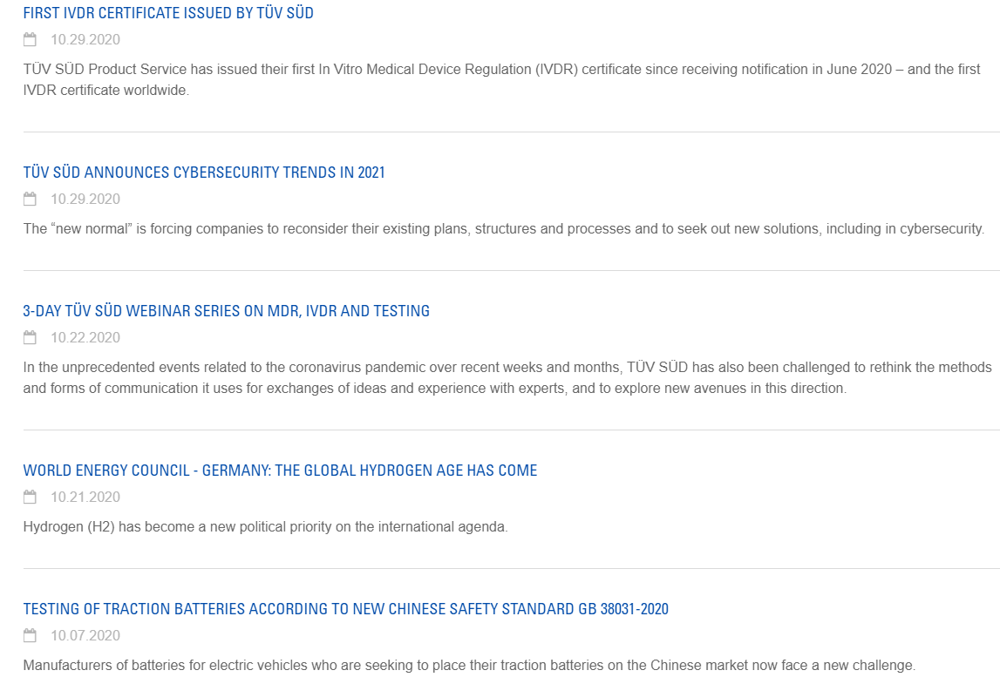 FIRST IVDR CERTIFICATE ISSUED BY TÜV SÜD
10.29.2020
TÜV SÜD Product Service has issued their first In Vitro Medical Device Regulation (IVDR) certificate since receiving notification in June 2020 – and the first
IVDR certificate worldwide.
TÜV SÜD ANNOUNCES CYBERSECURITY TRENDS IN 2021
10.29.2020
The “new normal” is forcing companies to reconsider their existing plans, structures and processes and to seek out new solutions, including in cybersecurity.
3-DAY TÜV SÜD WEBINAR SERIES ON MDR, IVDR AND TESTING
10.22.2020
In the unprecedented events related to the coronavirus pandemic over recent weeks and months, TÜV SÜD has also been challenged to rethink the methods
and forms of communication it uses for exchanges of ideas and experience with experts, and to explore new avenues in this direction.
WORLD ENERGY COUNCIL - GERMANY: THE GLOBAL HYDROGEN AGE HAS COME
10.21.2020
Hydrogen (H2) has become a new political priority on the international agenda.
TESTING OF TRACTION BATTERIES ACCORDING TO NEW CHINESE SAFETY STANDARD GB 38031-2020
10.07.2020
Manufacturers of batteries for electric vehicles who are seeking to place their traction batteries on the Chinese market now face a new challenge.